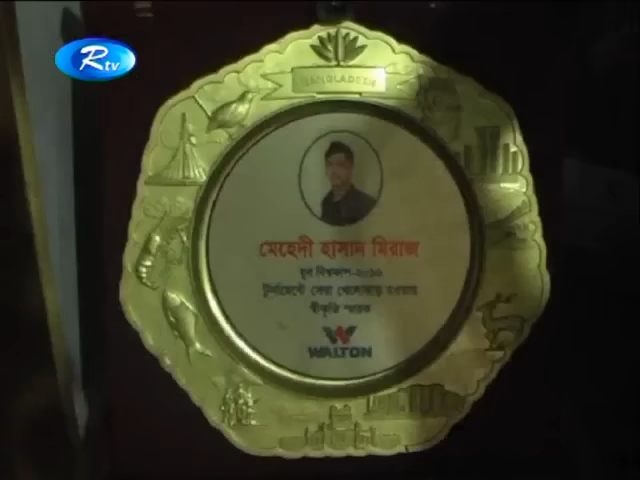 Rtv
BANGLADESH
মেহেদী হাসান মিরাজ
যুব বিশ্বকাপ-২০১৬
টুর্নামেন্টে সেরা খেলোয়াড় হওয়ায়
স্বীকৃতি স্মারক
WALTON